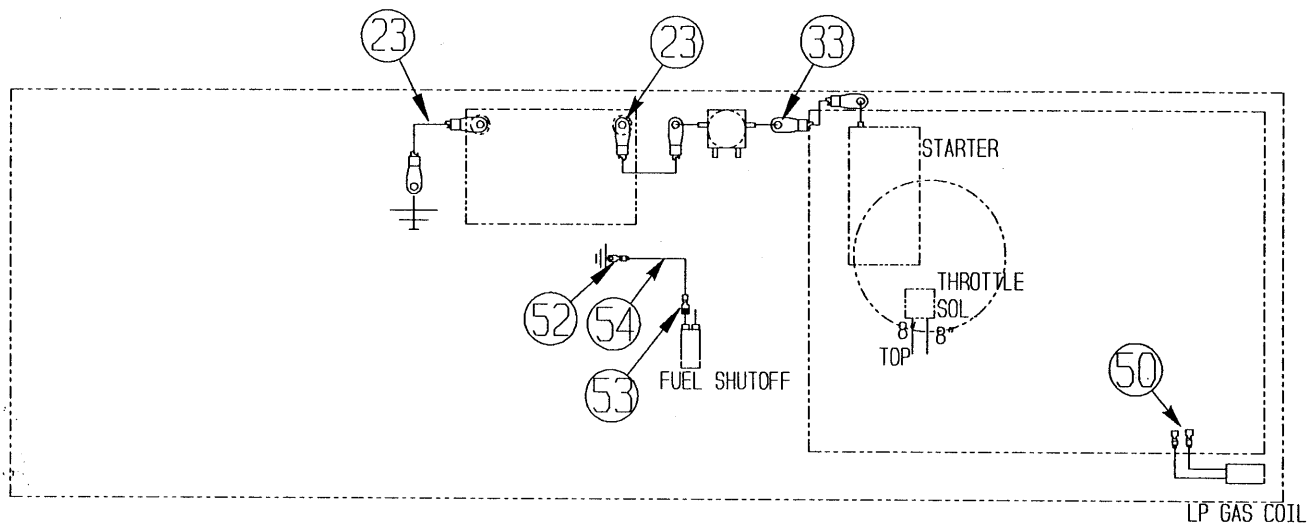 23
23
33
STARTER
THROTTLE
SOL
8"
8"
TOP
52
54
53
FUEL SHUTOFF
50
LP GAS COIL